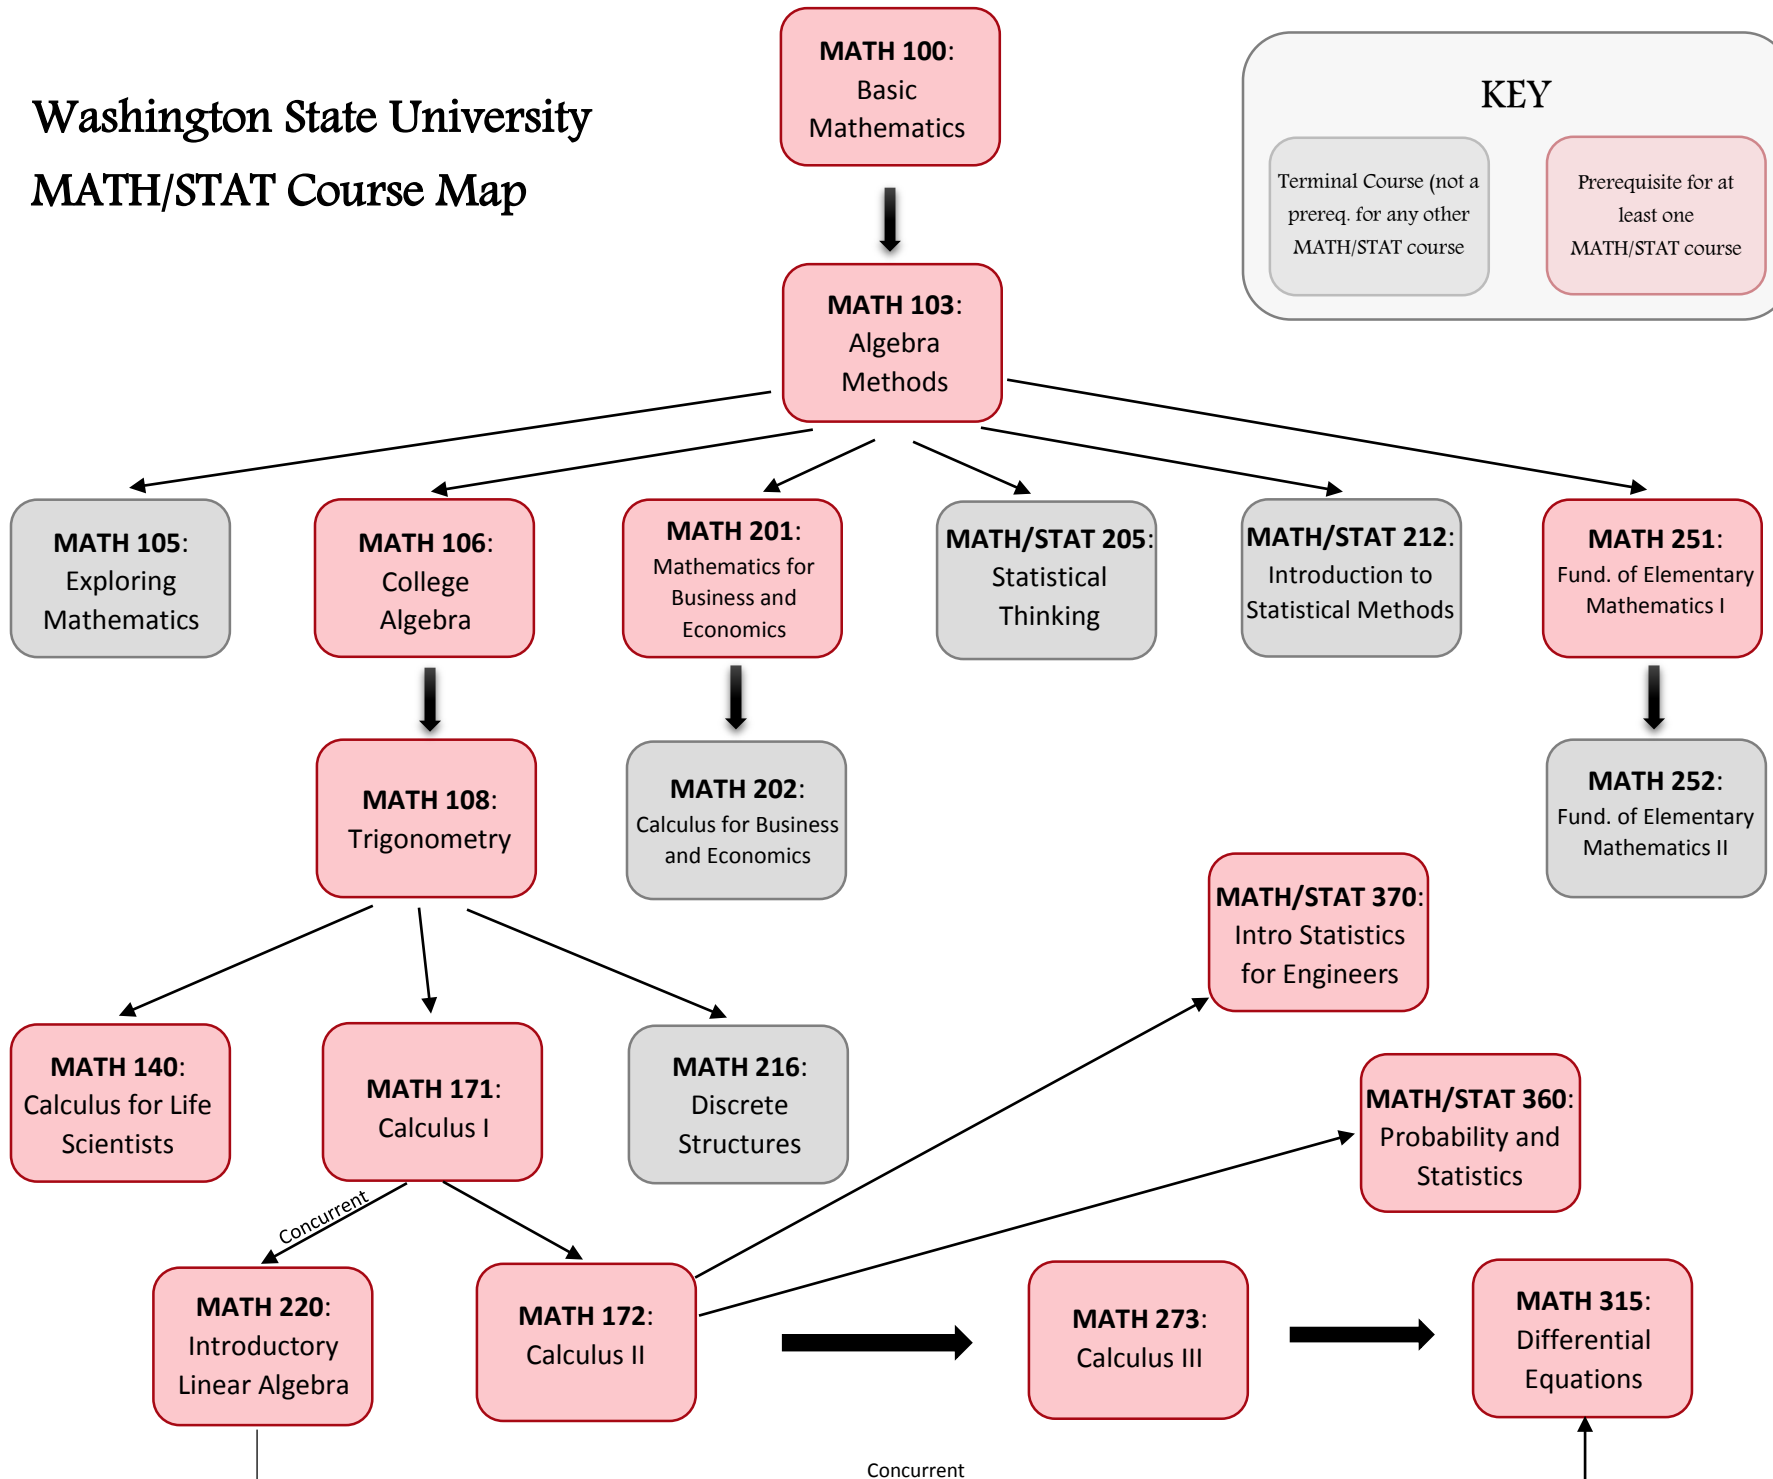 Washington State University
MATH/STAT Course Map
MATH 100:
Basic
Mathematics
KEY
Terminal Course (not a
prereq. for any other
MATH/STAT course
Prerequisite for at
least one
MATH/STAT course
MATH 103:
Algebra
Methods
MATH 105:
Exploring
Mathematics
MATH 106:
College
Algebra
MATH 201:
Mathematics for
Business and
Economics
MATH/STAT 205:
Statistical
Thinking
MATH/STAT 212:
Introduction to
Statistical Methods
MATH 251:
Fund. of Elementary
Mathematics I
MATH 108:
Trigonometry
MATH 202:
Calculus for Business
and Economics
MATH 252:
Fund. of Elementary
Mathematics II
MATH/STAT 370:
Intro Statistics
for Engineers
MATH 140:
Calculus for Life
Scientists
MATH 171:
Calculus I
MATH 216:
Discrete
Structures
MATH/STAT 360:
Probability and
Statistics
Concurrent
MATH 220:
Introductory
Linear Algebra
MATH 172:
Calculus II
MATH 273:
Calculus III
MATH 315:
Differential
Equations
Concurrent